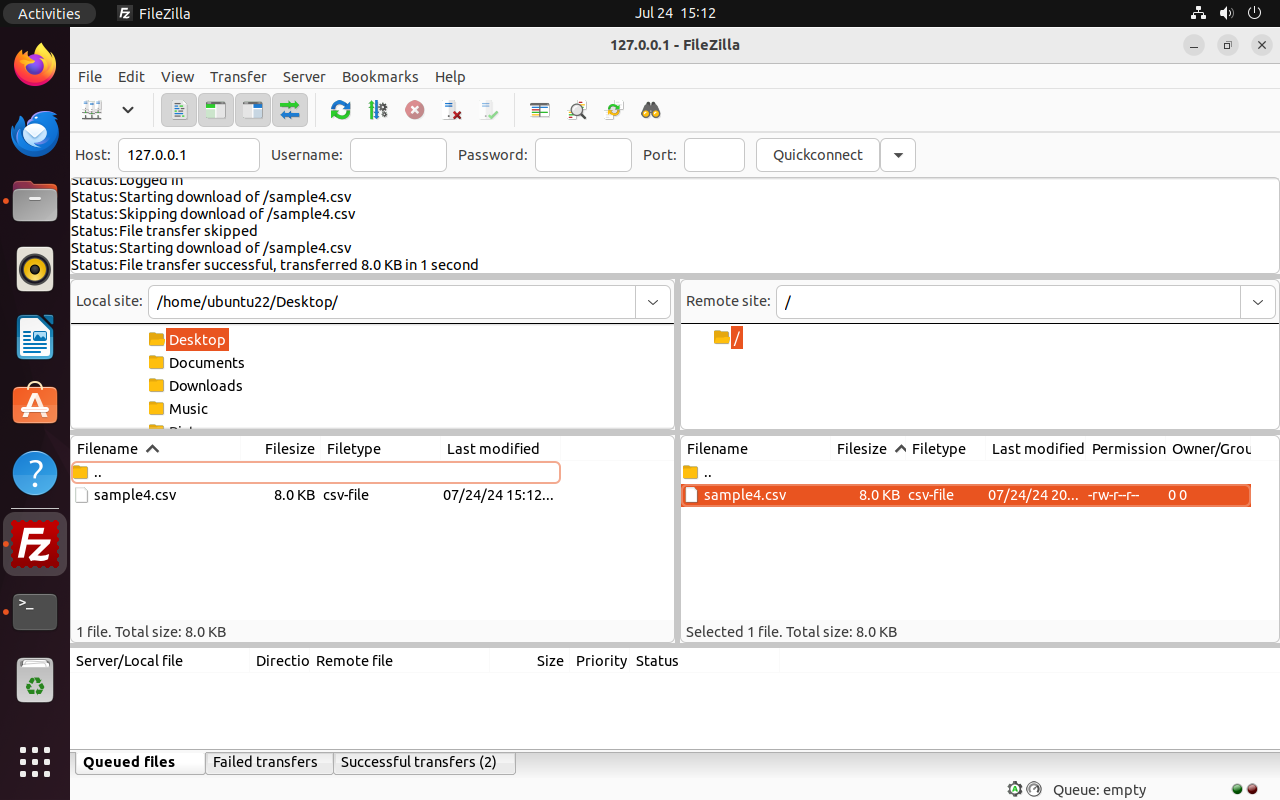 Activities
FileZilla
Jul 24 15:12
127.0.0.1 - FileZilla
File Edit View Transfer Server Bookmarks Help
Host: 127.0.0.1 Username: Password: Port: Quickconnect
Status: Logged in
Status: Starting download of /sample4.csv
Status: Skipping download of /sample4.csv
Status: File transfer skipped
Status: Starting download of /sample4.csv
Status: File transfer successful, transferred 8.0 KB in 1 second
Local site: /home/ubuntu22/Desktop/
Desktop
Documents
Downloads
Music
Remote site: /
/
Filename Filesize Filetype Last modified
..
sample4.csv 8.0 KB csv-file 07/24/24 15:12...
1 file. Total size: 8.0 KB
Filename Filesize Filetype Last modified Permission Owner/Grou
..
sample4.csv 8.0 KB csv-file 07/24/24 20... -rw-r--r-- 0 0
Selected 1 file. Total size: 8.0 KB
Server/Local file Directio Remote file Size Priority Status
Queued files Failed transfers Successful transfers (2)
Queue: empty